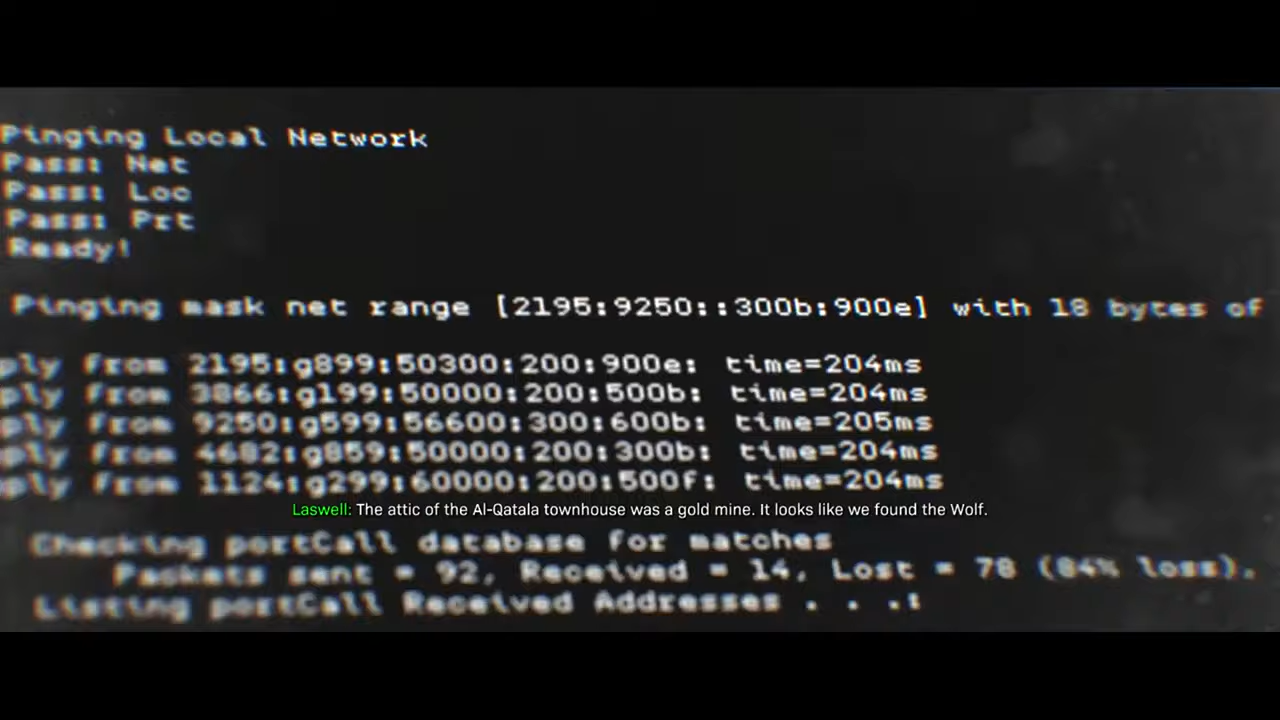 Pinging Local Network
Pass: Net
Pass: Loc
Pass: Prt
Ready!
Pinging mask net range [2195:9250::300b:900e] with 18 bytes of
ply from 2195:g899:50300:200:900e: time=204ms
ply from 3866:g199:50000:200:500b: time=204ms
ply from 9250:g599:56600:300:600b: time=205ms
ply from 4682:g859:50000:200:300b: time=204ms
ply from 1124:g299:60000:200:500f: time=204ms
Laswell: The attic of the Al-Qatala townhouse was a gold mine. It looks like we found the Wolf.
Checking portCall database for matches
Packets sent = 92, Received = 14, Lost = 78 (84% loss).
Listing portCall Received Addresses . . .: